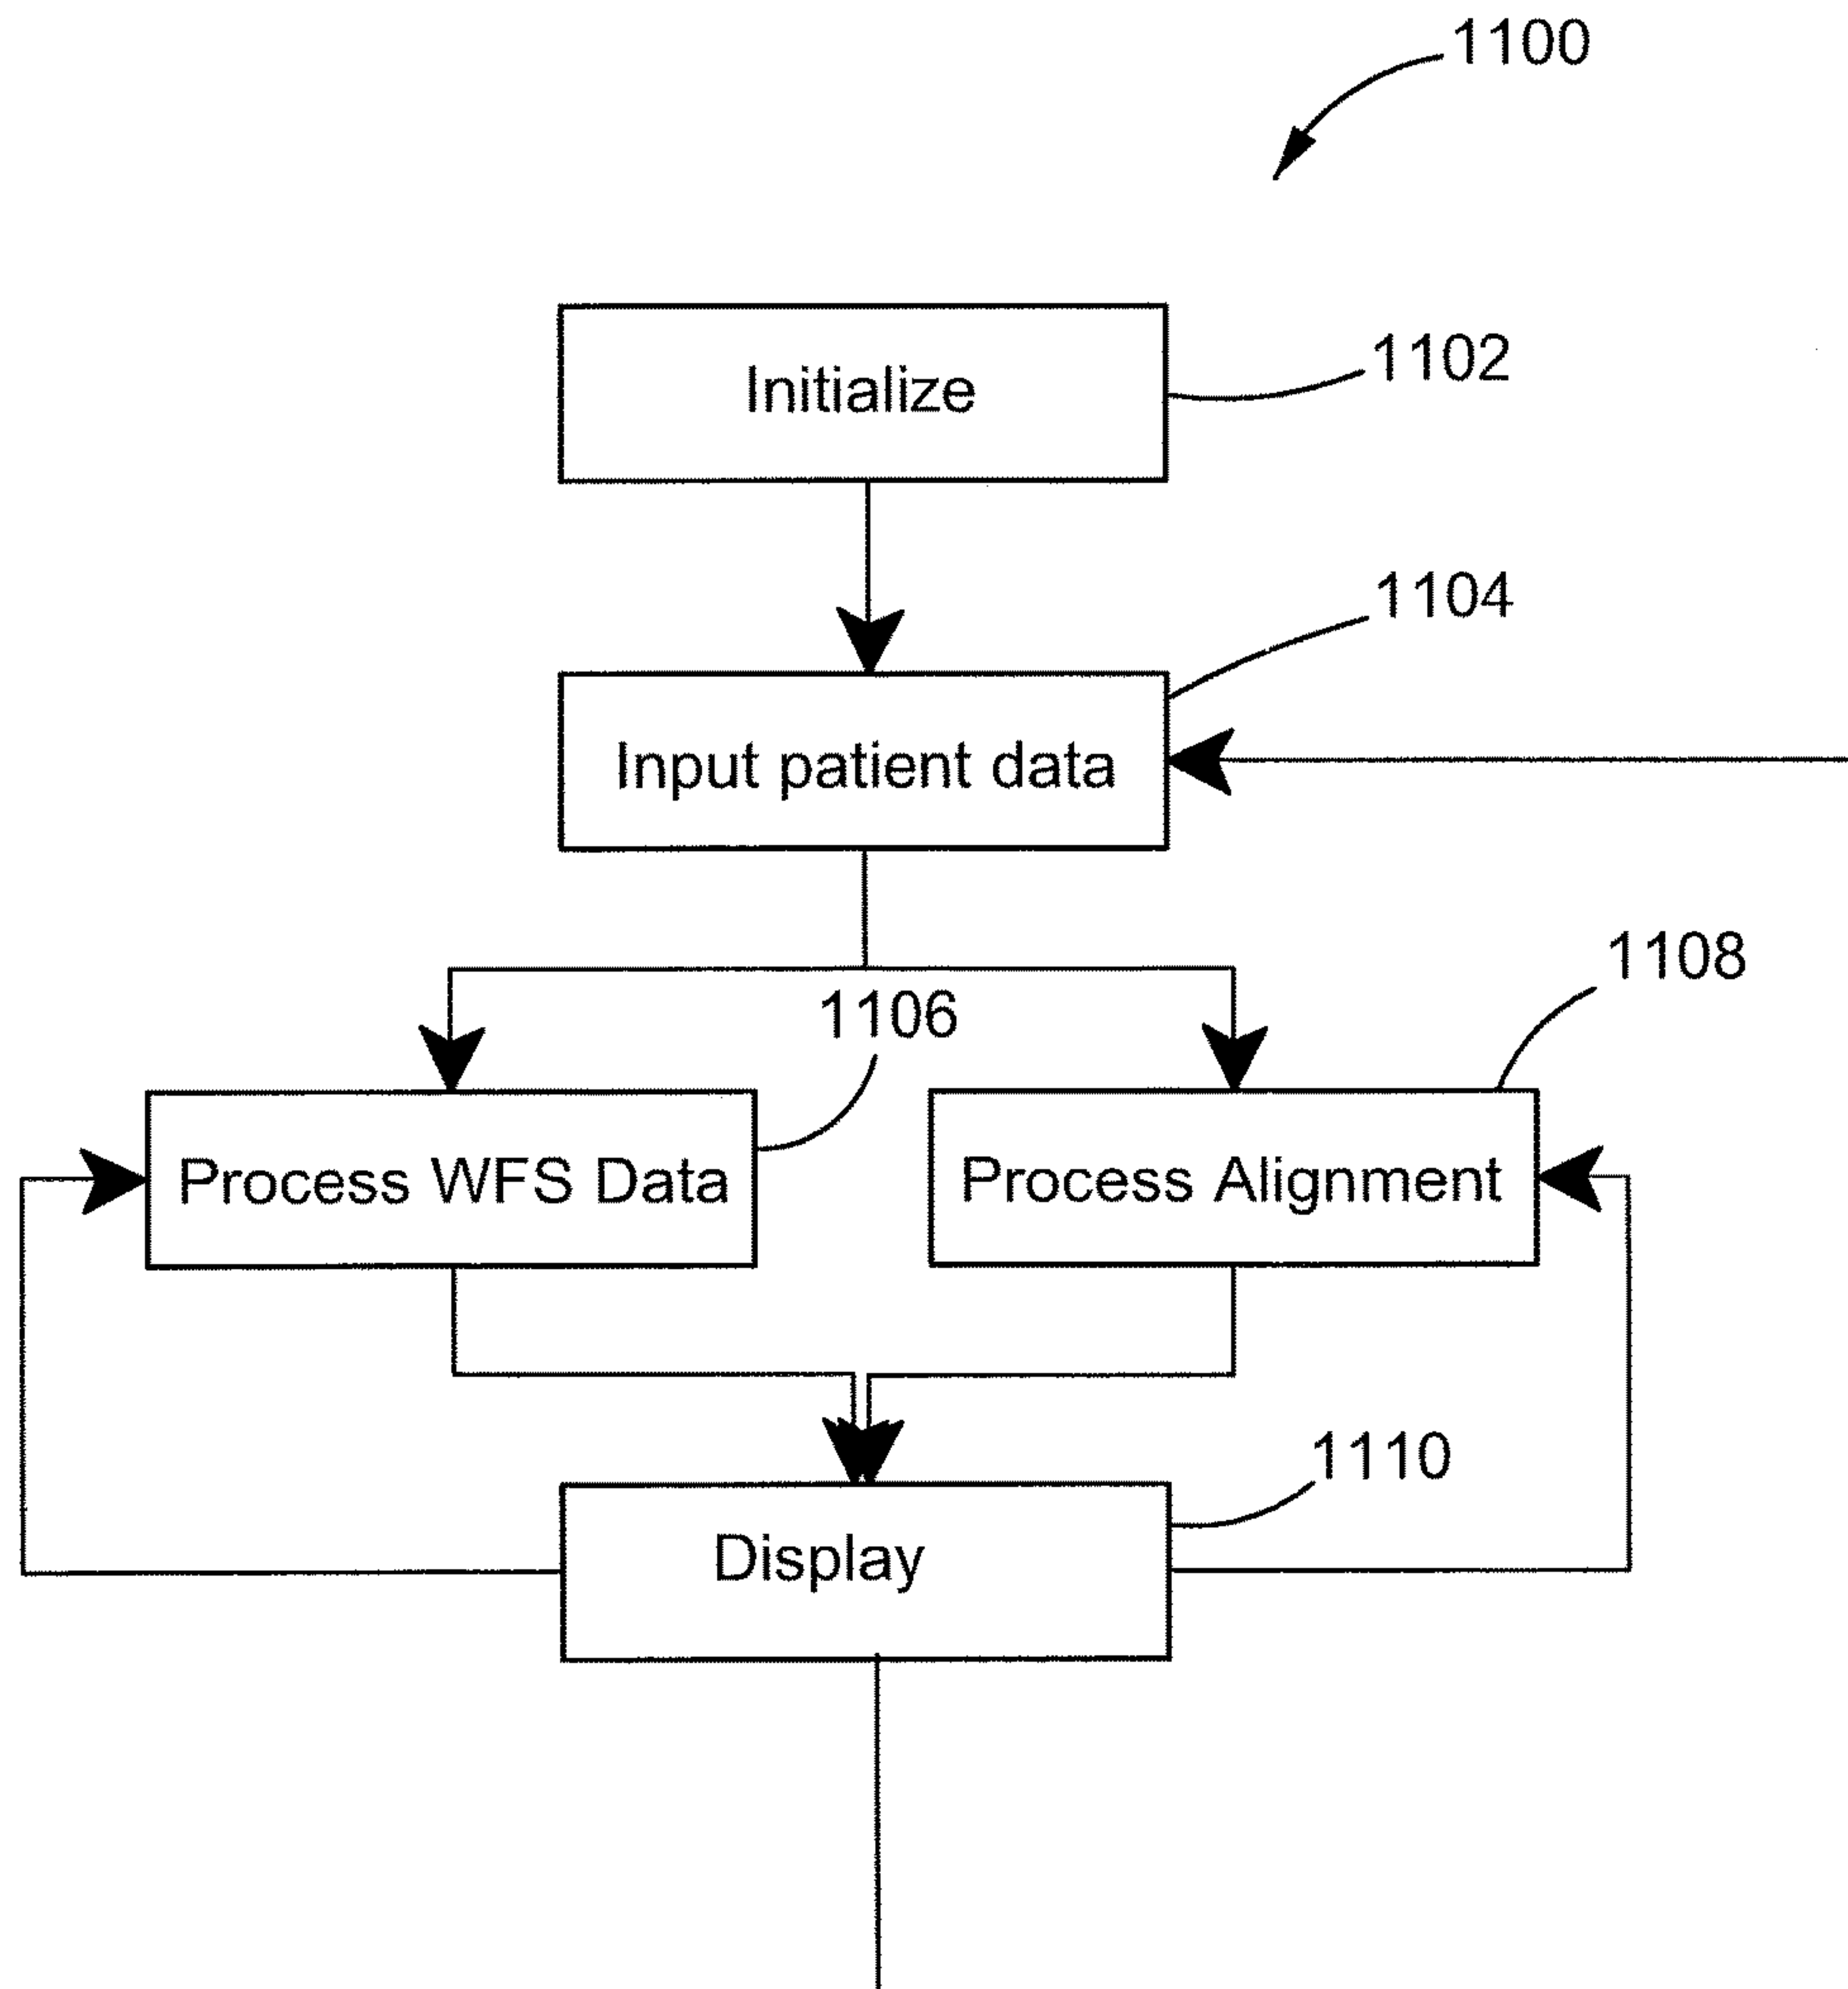 1100
Initialize
1102
Input patient data
1104
1106
1108
Process WFS Data
Process Alignment
1110
Display